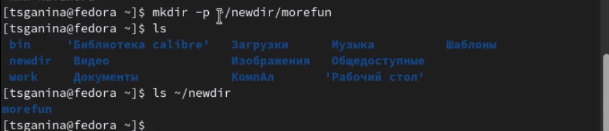 [tsganina@fedora ~]$ mkdir -p ~/newdir/morefun
[tsganina@fedora ~]$ ls
bin 'Библиотека calibre' Загрузки Музыка Шаблоны
newdir Видео Изображения Общедоступные
work Документы КомпАл 'Рабочий стол'
[tsganina@fedora ~]$ ls ~/newdir
morefun
[tsganina@fedora ~]$